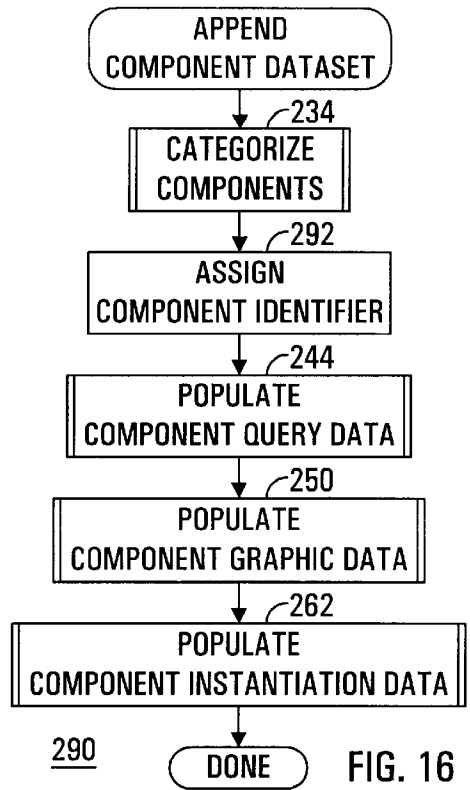 APPEND
COMPONENT DATASET
234
CATEGORIZE
COMPONENTS
292
ASSIGN
COMPONENT IDENTIFIER
244
POPULATE
COMPONENT QUERY DATA
250
POPULATE
COMPONENT GRAPHIC DATA
262
POPULATE
COMPONENT INSTANTIATION DATA
290
DONE
FIG. 16